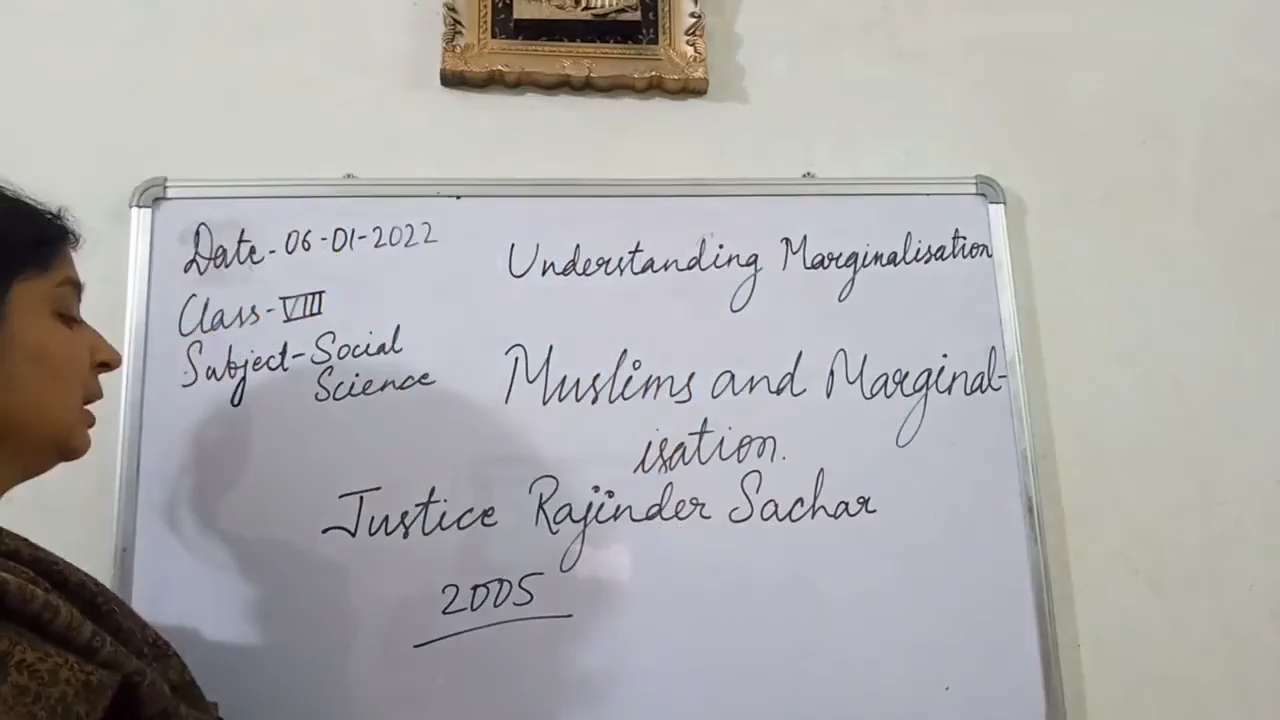 Date-06-01-2022
Class-VIII
Subject-Social
Science
Understanding Marginalisation
Muslims and Marginal-
isation.
Justice Rajinder Sachar
2005